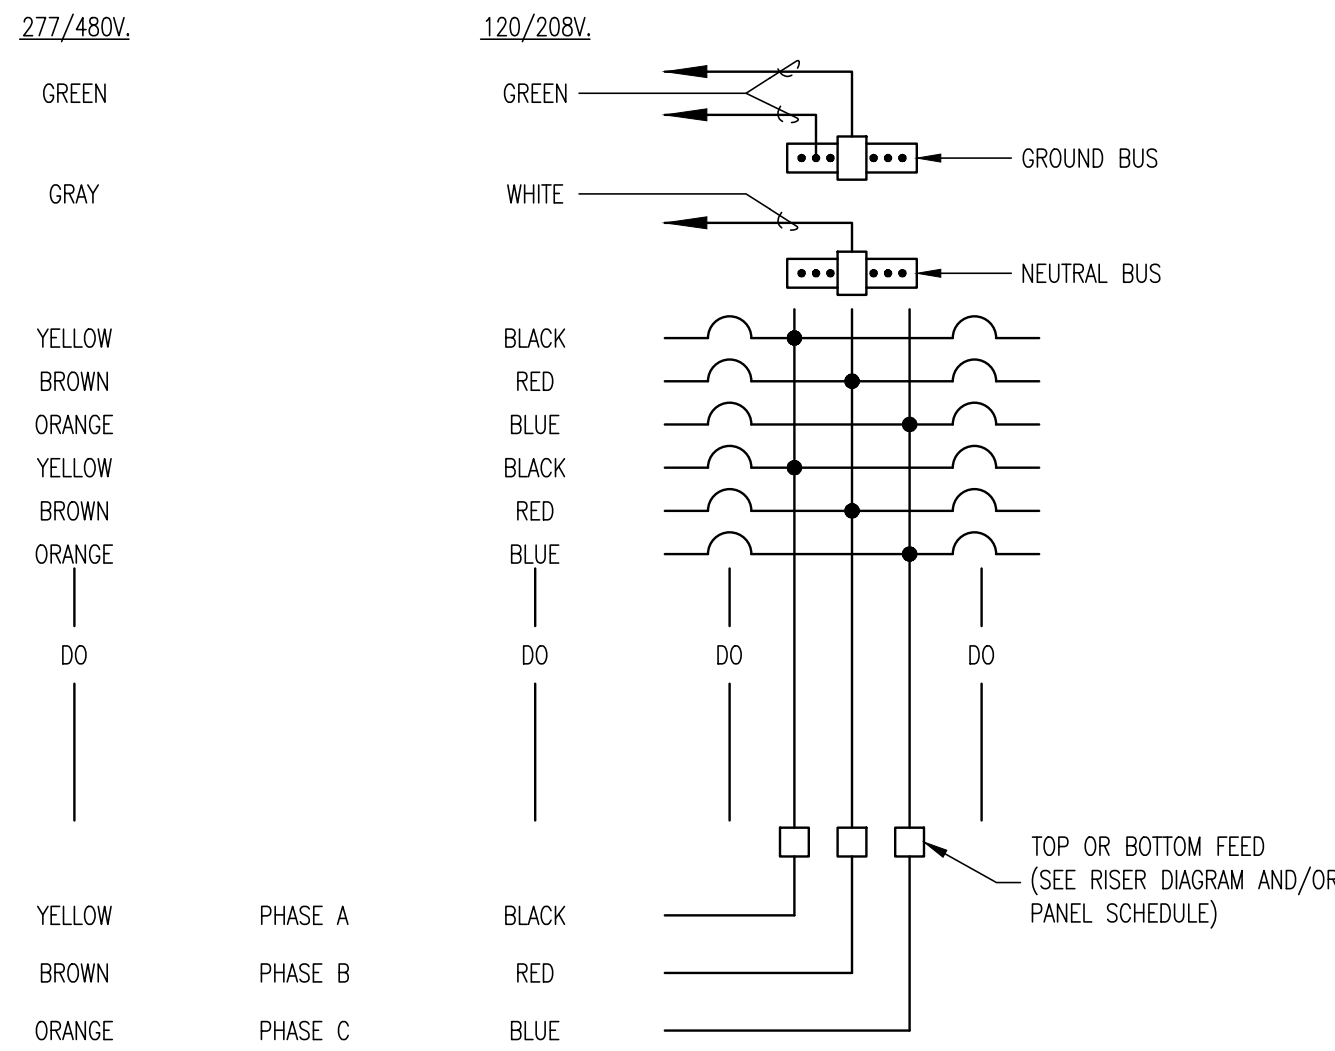 277/480V. 120/208V.
GREEN GREEN
GROUND BUS
GRAY WHITE
NEUTRAL BUS
YELLOW BLACK
BROWN RED
ORANGE BLUE
YELLOW BLACK
BROWN RED
ORANGE BLUE
DO DO DO DO
TOP OR BOTTOM FEED
(SEE RISER DIAGRAM AND/OR
PANEL SCHEDULE)
YELLOW PHASE A BLACK
BROWN PHASE B RED
ORANGE PHASE C BLUE